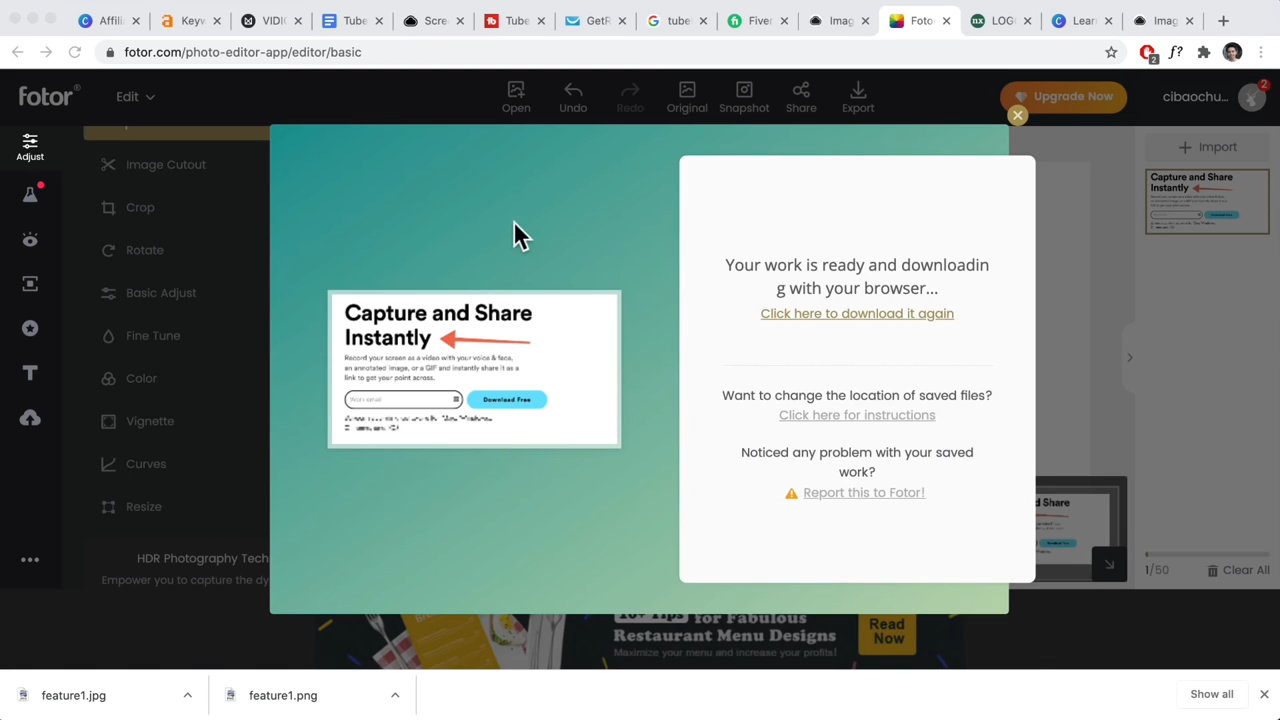 Affili
Keyw
VIDIC
Tube
Scre
Tube
GetR
tube
Fiver
Imag
Foto
LOG
Lear
Imag
fotor.com/photo-editor-app/editor/basic
2
f?
fotor®
Edit
Open
Undo
Redo
Original
Snapshot
Share
Export
Upgrade Now
cibaochu...
2
Adjust
Image Cutout
Crop
Rotate
Basic Adjust
Fine Tune
Color
Vignette
Curves
Resize
HDR Photography Tech
Empower you to capture the dy
Capture and Share
Instantly
Record your screen as a video with your voice & face,
an annotated image, or a GIF and instantly share it as a
link to get your point across.
Work email
Download Free
Your work is ready and downloadin
g with your browser...
Click here to download it again
Want to change the location of saved files?
Click here for instructions
Noticed any problem with your saved
work?
Report this to Fotor!
Import
Capture and Share
Instantly
d Share
1/50
Clear All
10+ Tips for Fabulous
Restaurant Menu Designs
Maximize your menu and increase your profits!
Read
Now
feature1.jpg
feature1.png
Show all